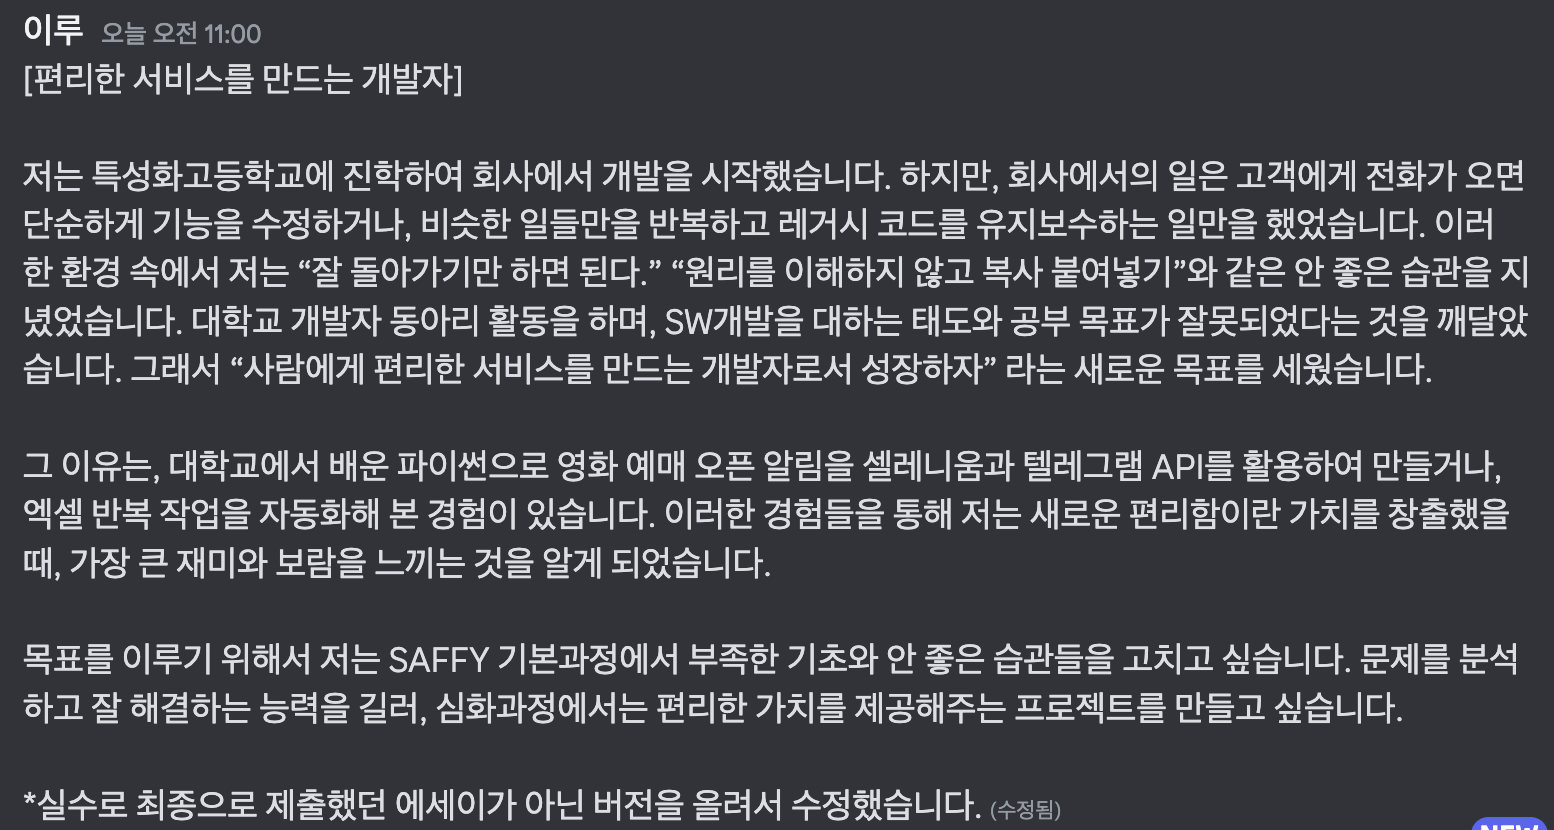 이루 오늘 오전 11:00
[편리한 서비스를 만드는 개발자]
저는 특성화고등학교에 진학하여 회사에서 개발을 시작했습니다. 하지만, 회사에서의 일은 고객에게 전화가 오면
단순하게 기능을 수정하거나, 비슷한 일들만을 반복하고 레거시 코드를 유지보수하는 일만을 했었습니다. 이러
한 환경 속에서 저는 “잘 돌아가기만 하면 된다.” “원리를 이해하지 않고 복사 붙여넣기”와 같은 안 좋은 습관을 지
녔었습니다. 대학교 개발자 동아리 활동을 하며, SW개발을 대하는 태도와 공부 목표가 잘못되었다는 것을 깨달았
습니다. 그래서 “사람에게 편리한 서비스를 만드는 개발자로서 성장하자” 라는 새로운 목표를 세웠습니다.
그 이유는, 대학교에서 배운 파이썬으로 영화 예매 오픈 알림을 셀레니움과 텔레그램 API를 활용하여 만들거나,
엑셀 반복 작업을 자동화해 본 경험이 있습니다. 이러한 경험들을 통해 저는 새로운 편리함이란 가치를 창출했을
때, 가장 큰 재미와 보람을 느끼는 것을 알게 되었습니다.
목표를 이루기 위해서 저는 SAFFY 기본과정에서 부족한 기초와 안 좋은 습관들을 고치고 싶습니다. 문제를 분석
하고 잘 해결하는 능력을 길러, 심화과정에서는 편리한 가치를 제공해주는 프로젝트를 만들고 싶습니다.
*실수로 최종으로 제출했던 에세이가 아닌 버전을 올려서 수정했습니다. (수정됨)
NEW